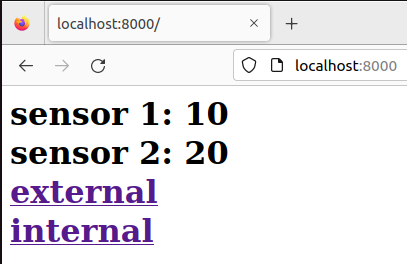 localhost:8000/
localhost:8000
sensor 1: 10
sensor 2: 20
external
internal